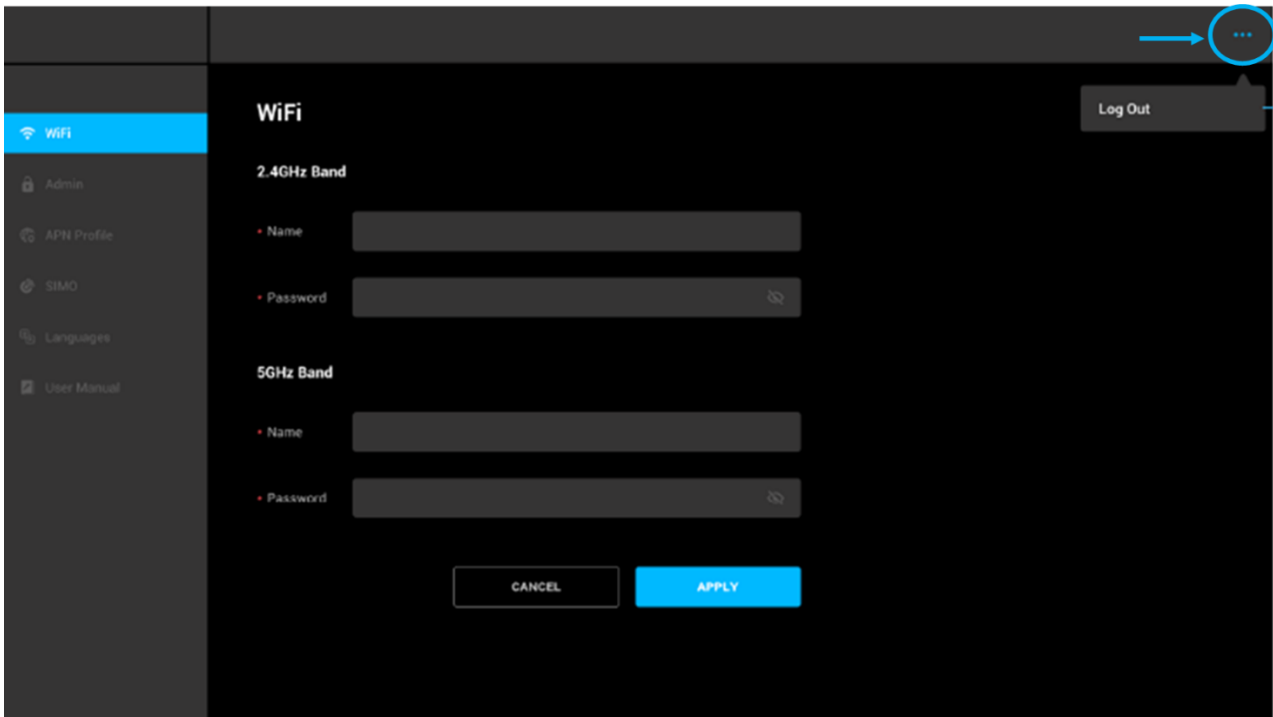 Log Out
WiFi
Admin
APN Profile
SIMO
Languages
User Manual
WiFi
2.4GHz Band
* Name
* Password
5GHz Band
* Name
* Password
CANCEL
APPLY